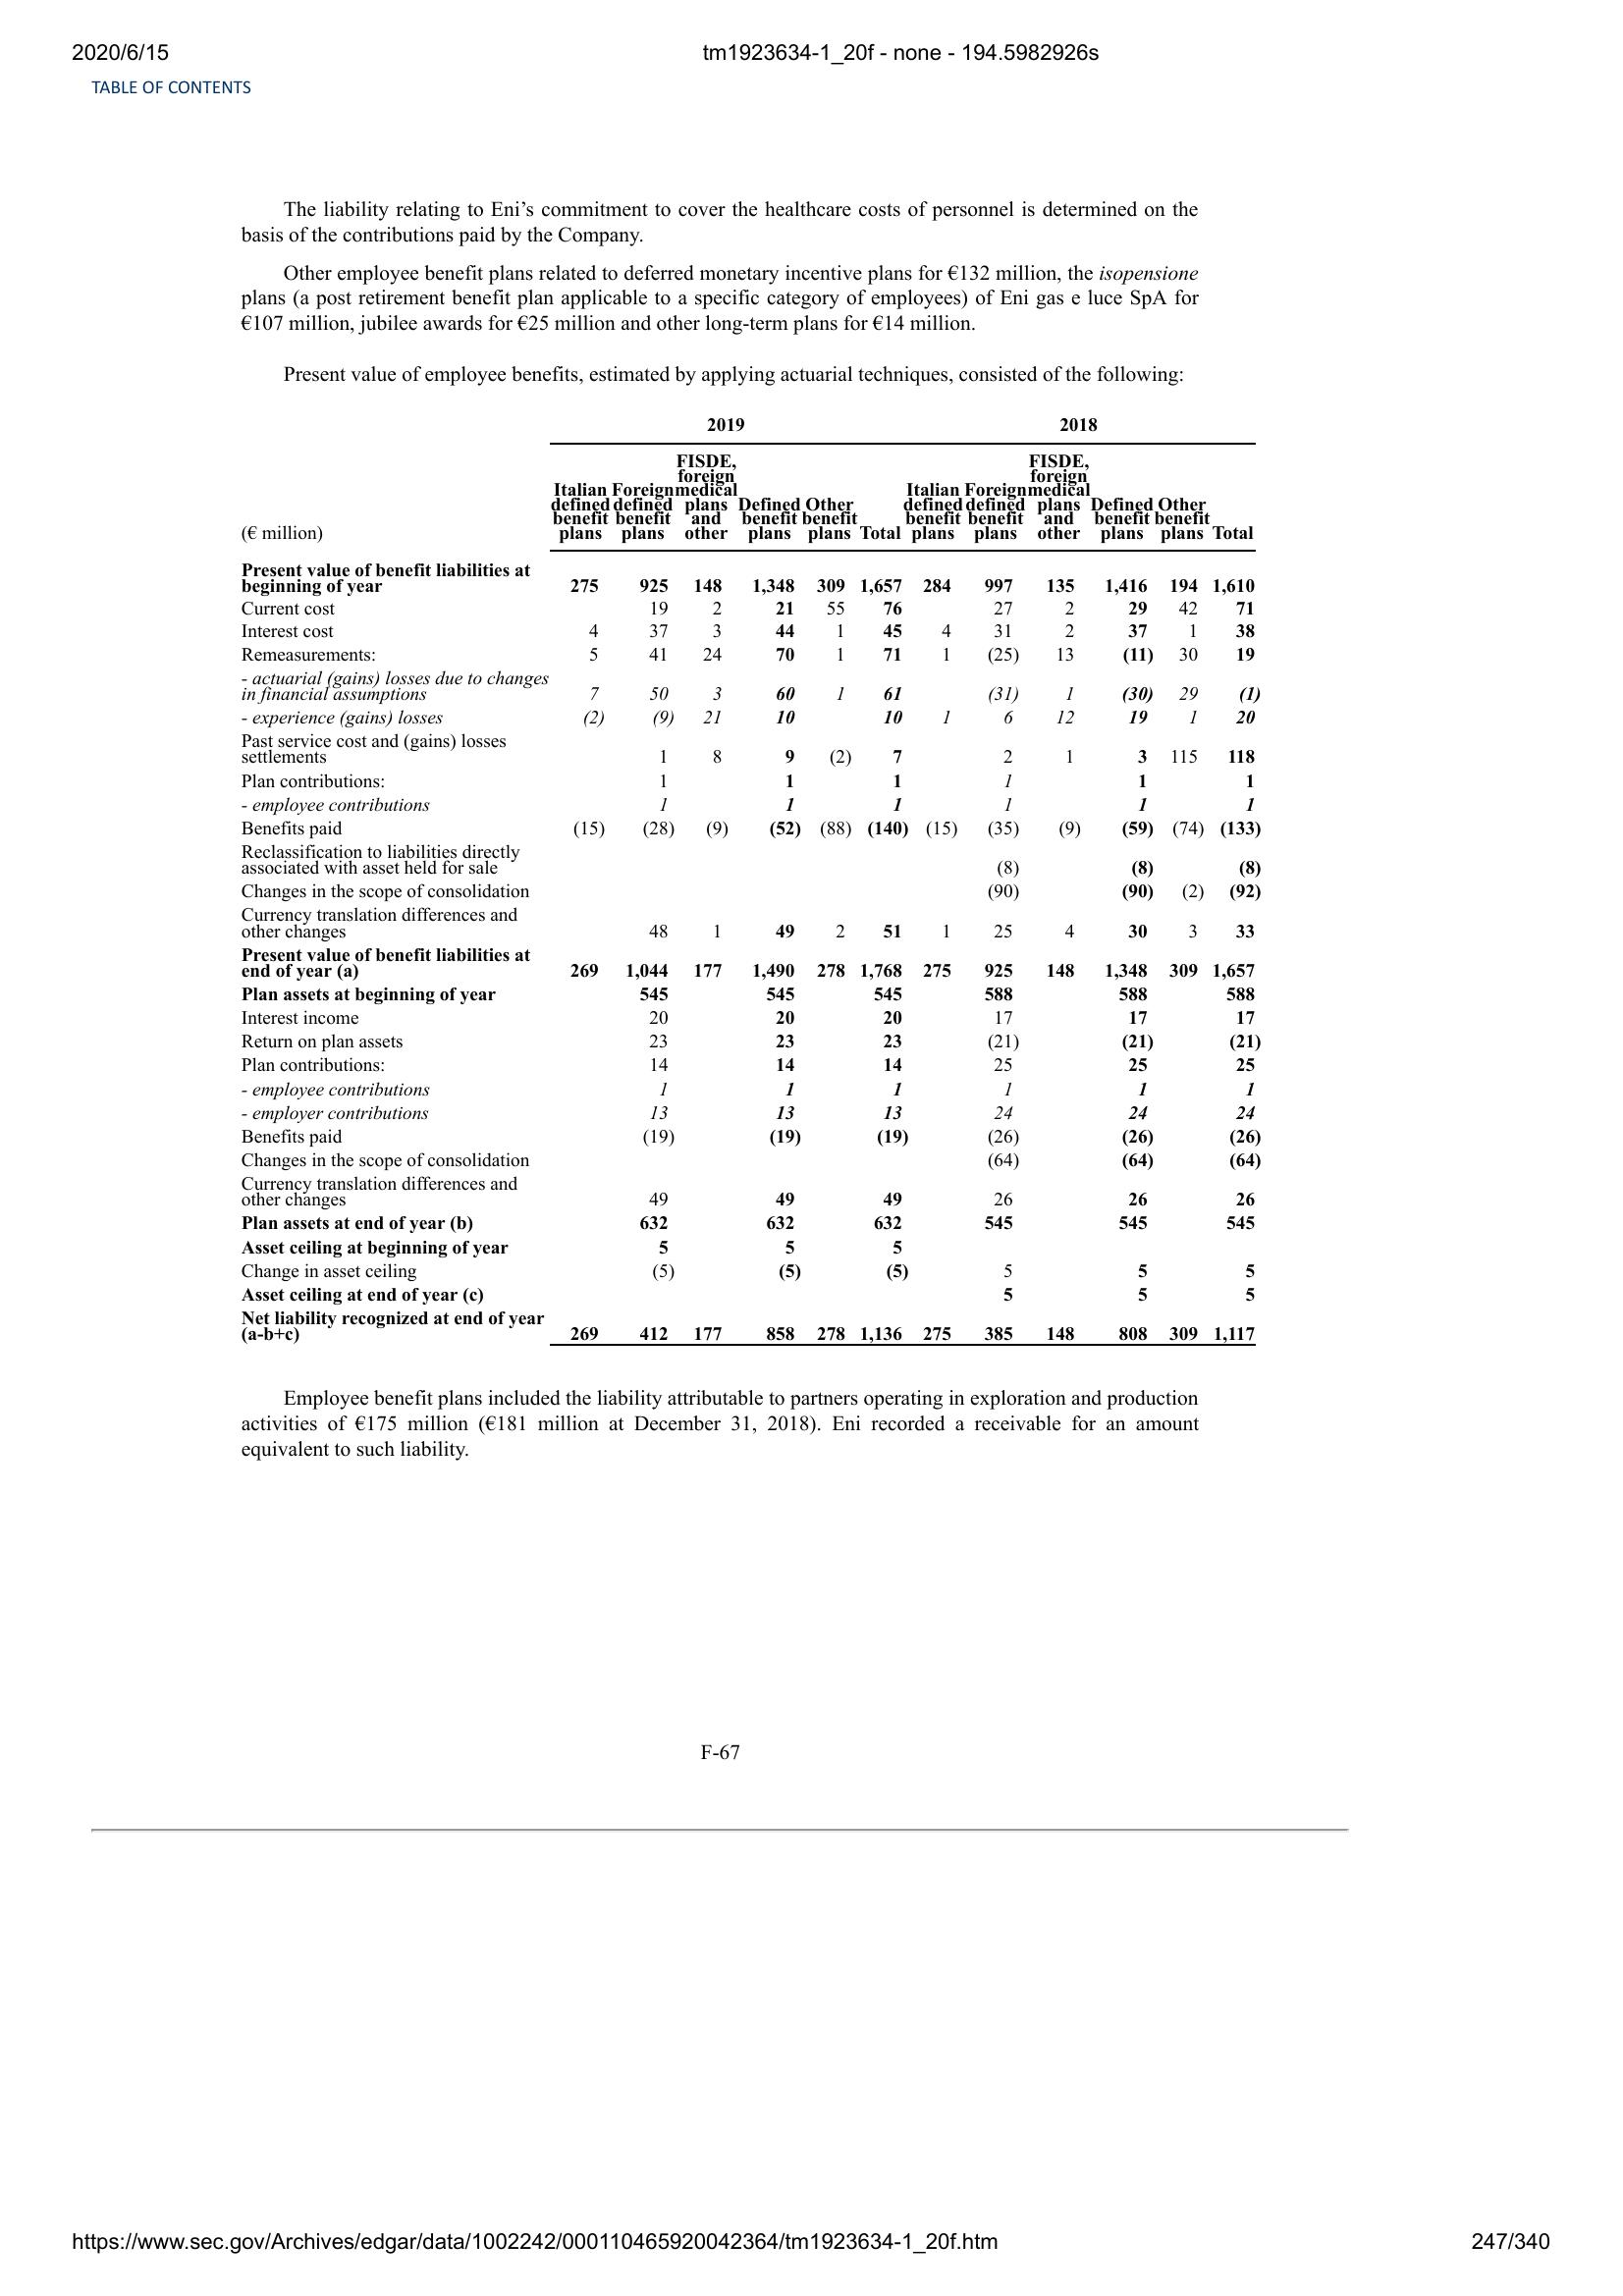 2020/6/15 tm1923634-1_20f - none - 194.5982926s
TABLE OF CONTENTS
The liability relating to Eni’s commitment to cover the healthcare costs of personnel is determined on the
basis of the contributions paid by the Company.
Other employee benefit plans related to deferred monetary incentive plans for €132 million, the isopensione
plans (a post retirement benefit plan applicable to a specific category of employees) of Eni gas e luce SpA for
€107 million, jubilee awards for €25 million and other long-term plans for €14 million.
Present value of employee benefits, estimated by applying actuarial techniques, consisted of the following:
2019 2018
(€ million) Italian defined benefit plans Foreign defined benefit plans FISDE, foreign medical plans and other Defined benefit plans Other benefit plans Total Italian defined benefit plans Foreign defined benefit plans FISDE, foreign medical plans and other Defined benefit plans Other benefit plans Total
Present value of benefit liabilities at
beginning of year 275 925 148 1,348 309 1,657 284 997 135 1,416 194 1,610
Current cost 19 2 21 55 76 27 2 29 42 71
Interest cost 4 37 3 44 1 45 4 31 2 37 1 38
Remeasurements: 5 41 24 70 1 71 1 (25) 13 (11) 30 19
- actuarial (gains) losses due to changes
in financial assumptions 7 50 3 60 1 61 (31) 1 (30) 29 (1)
- experience (gains) losses (2) (9) 21 10 10 1 6 12 19 1 20
Past service cost and (gains) losses
settlements 1 8 9 (2) 7 2 1 3 115 118
Plan contributions: 1 1 1 1 1 1
- employee contributions 1 1 1 1 1 1
Benefits paid (15) (28) (9) (52) (88) (140) (15) (35) (9) (59) (74) (133)
Reclassification to liabilities directly
associated with asset held for sale (8) (8) (8)
Changes in the scope of consolidation (90) (90) (2) (92)
Currency translation differences and
other changes 48 1 49 2 51 1 25 4 30 3 33
Present value of benefit liabilities at
end of year (a) 269 1,044 177 1,490 278 1,768 275 925 148 1,348 309 1,657
Plan assets at beginning of year 545 545 545 588 588 588
Interest income 20 20 20 17 17 17
Return on plan assets 23 23 23 (21) (21) (21)
Plan contributions: 14 14 14 25 25 25
- employee contributions 1 1 1 1 1 1
- employer contributions 13 13 13 24 24 24
Benefits paid (19) (19) (19) (26) (26) (26)
Changes in the scope of consolidation (64) (64) (64)
Currency translation differences and
other changes 49 49 49 26 26 26
Plan assets at end of year (b) 632 632 632 545 545 545
Asset ceiling at beginning of year 5 5 5
Change in asset ceiling (5) (5) (5) 5 5 5
Asset ceiling at end of year (c) 5 5 5
Net liability recognized at end of year
(a-b+c) 269 412 177 858 278 1,136 275 385 148 808 309 1,117
Employee benefit plans included the liability attributable to partners operating in exploration and production
activities of €175 million (€181 million at December 31, 2018). Eni recorded a receivable for an amount
equivalent to such liability.
F-67
https://www.sec.gov/Archives/edgar/data/1002242/000110465920042364/tm1923634-1_20f.htm 247/340